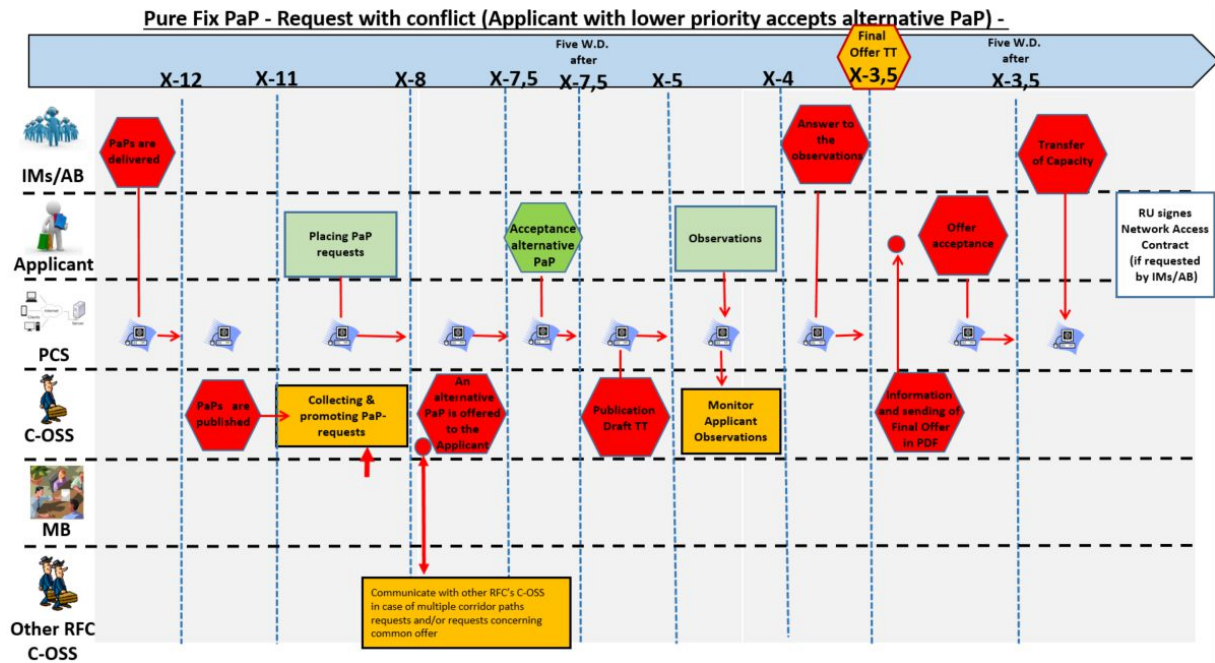 Pure Fix PaP - Request with conflict (Applicant with lower priority accepts alternative PaP) -
Five W.D.
after
Final
Offer TT
Five W.D.
after
X-12
X-11
X-8
X-7,5
X-7,5
X-5
X-4
X-3,5
X-3,5
IMs/AB
PaPs are
delivered
Answer to
the
observations
Transfer
of Capacity
Applicant
Placing PaP
requests
Acceptance
alternative
PaP
Observations
Offer
acceptance
RU signes
Network Access
Contract
(if requested
by IMs/AB)
Clients
Internet
Server
PCS
C-OSS
PaPs are
published
Collecting &
promoting PaP-
requests
An
alternative
PaP is offered
to the
Applicant
Publication
Draft TT
Monitor
Applicant
Observations
Information
and sending of
Final Offer
in PDF
MB
Other RFC
C-OSS
Communicate with other RFC's C-OSS
in case of multiple corridor paths
requests and/or requests concerning
common offer